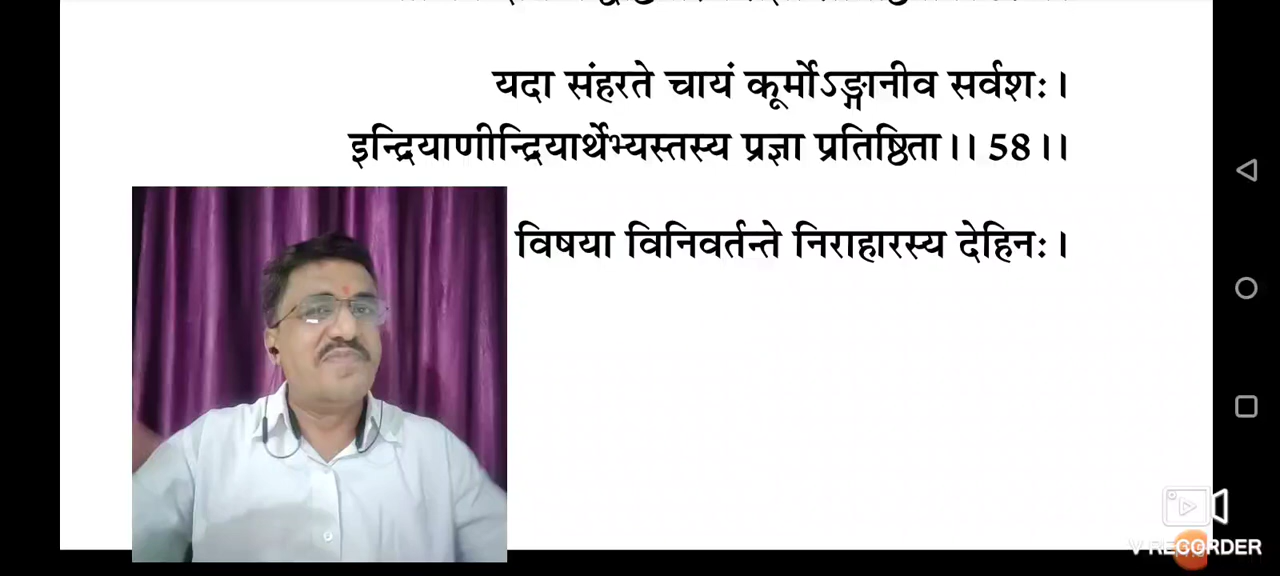 यदा संहरते चायं कूर्मोऽङ्गानीव सर्वशः।
इन्द्रियाणीन्द्रियार्थेभ्यस्तस्य प्रज्ञा प्रतिष्ठिता।। 58।।
विषया विनिवर्तन्ते निराहारस्य देहिनः।
V RECORDER